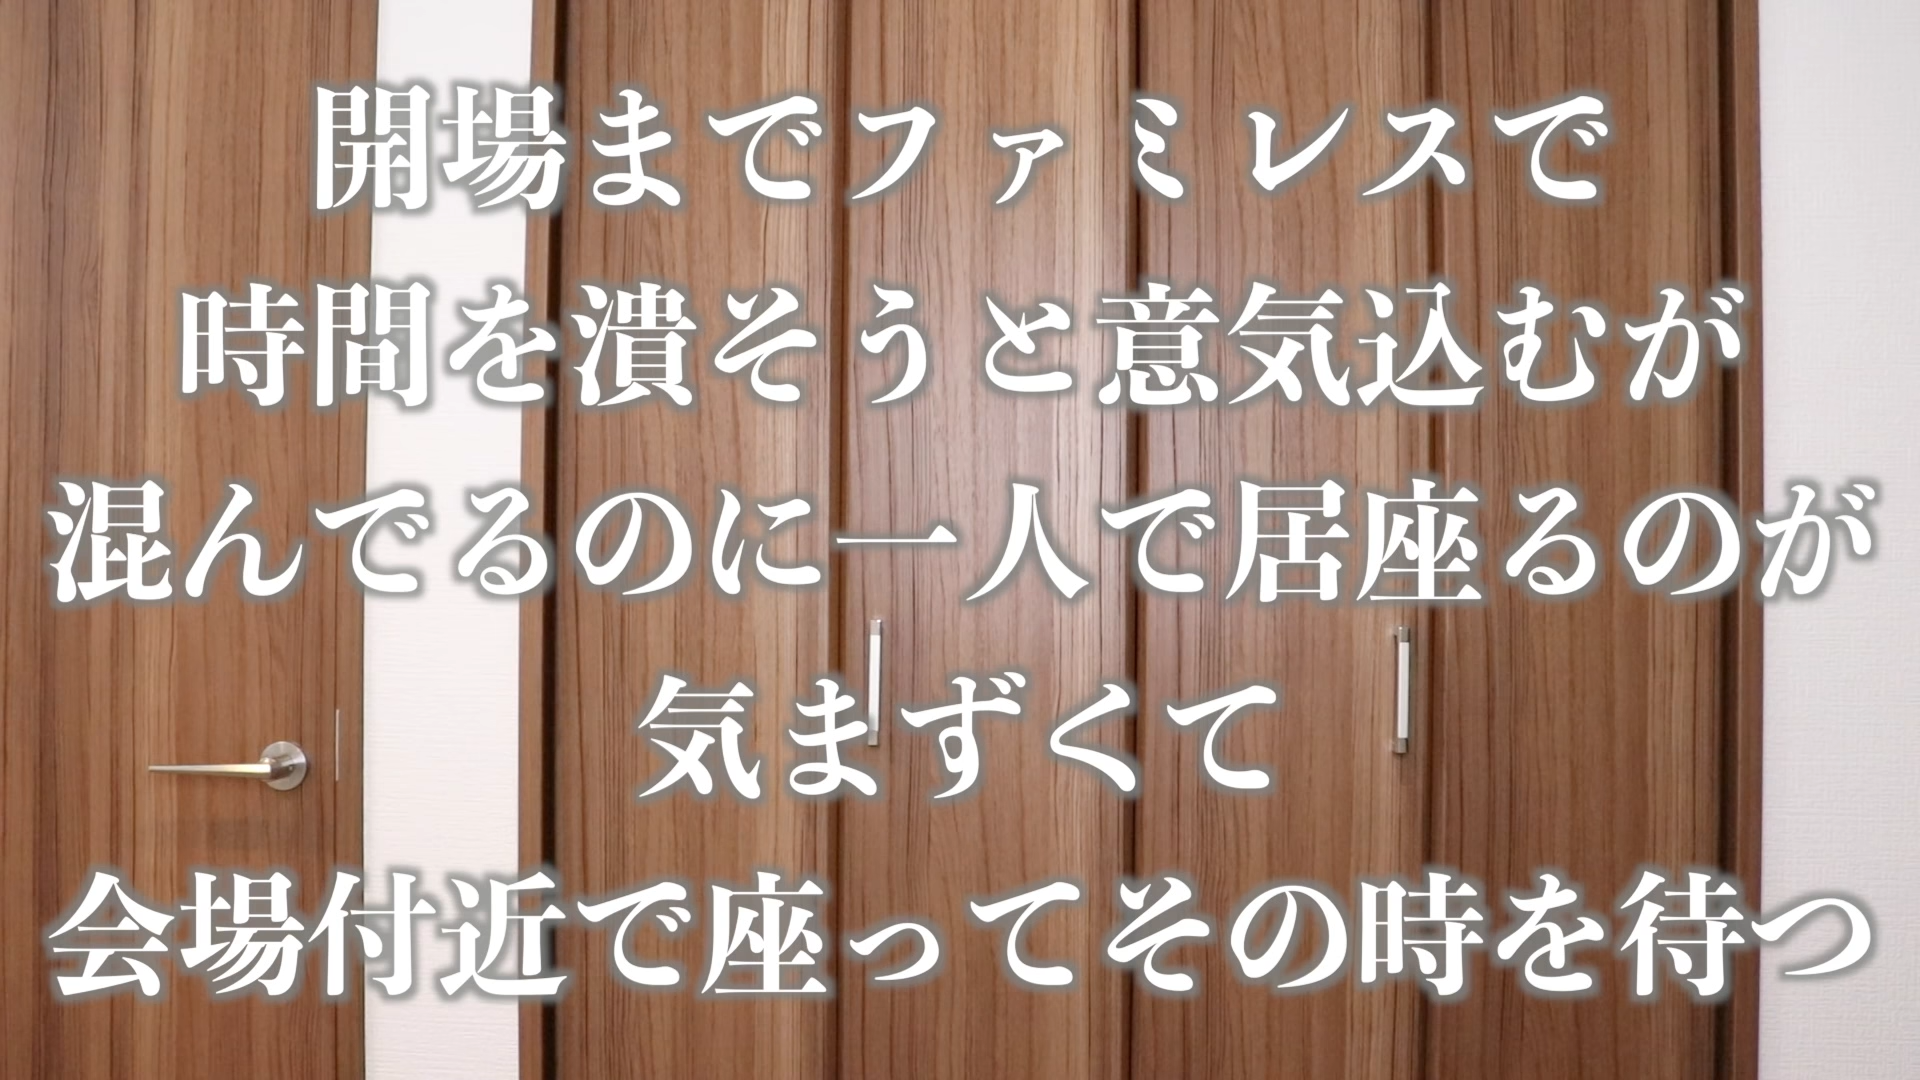 開場までファミレスで
時間を潰そうと意気込むが
混んでるのに一人で居座るのが
気まずくて
会場付近で座ってその時を待つ